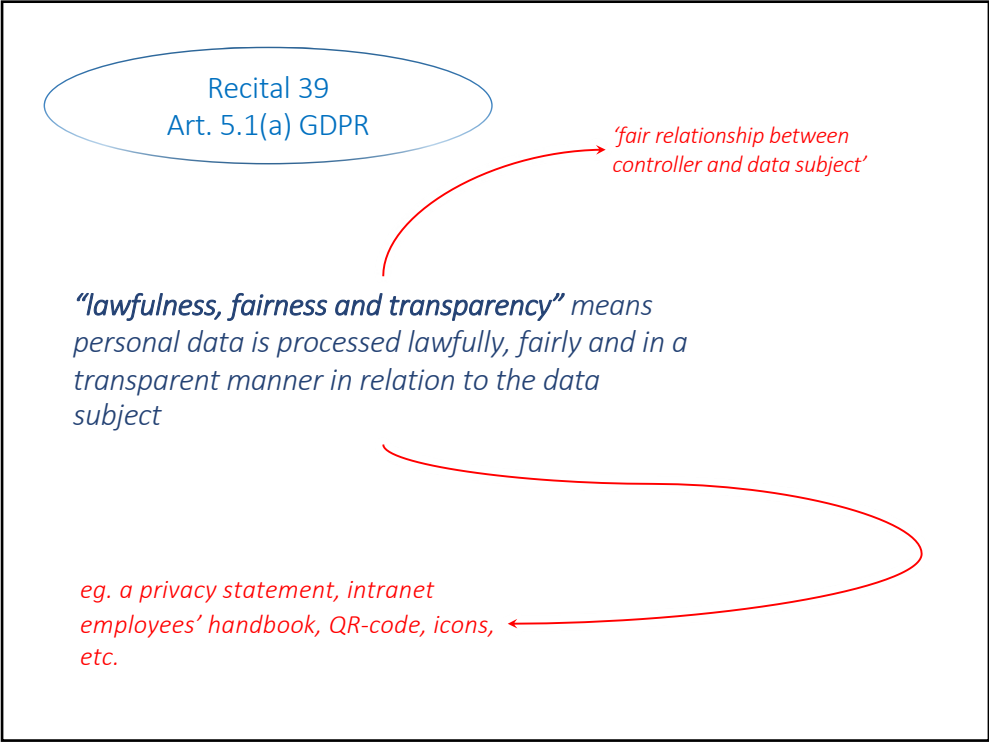 Recital 39
Art. 5.1(a) GDPR
‘fair relationship between
controller and data subject’
“lawfulness, fairness and transparency” means
personal data is processed lawfully, fairly and in a
transparent manner in relation to the data
subject
eg. a privacy statement, intranet
employees’ handbook, QR-code, icons,
etc.